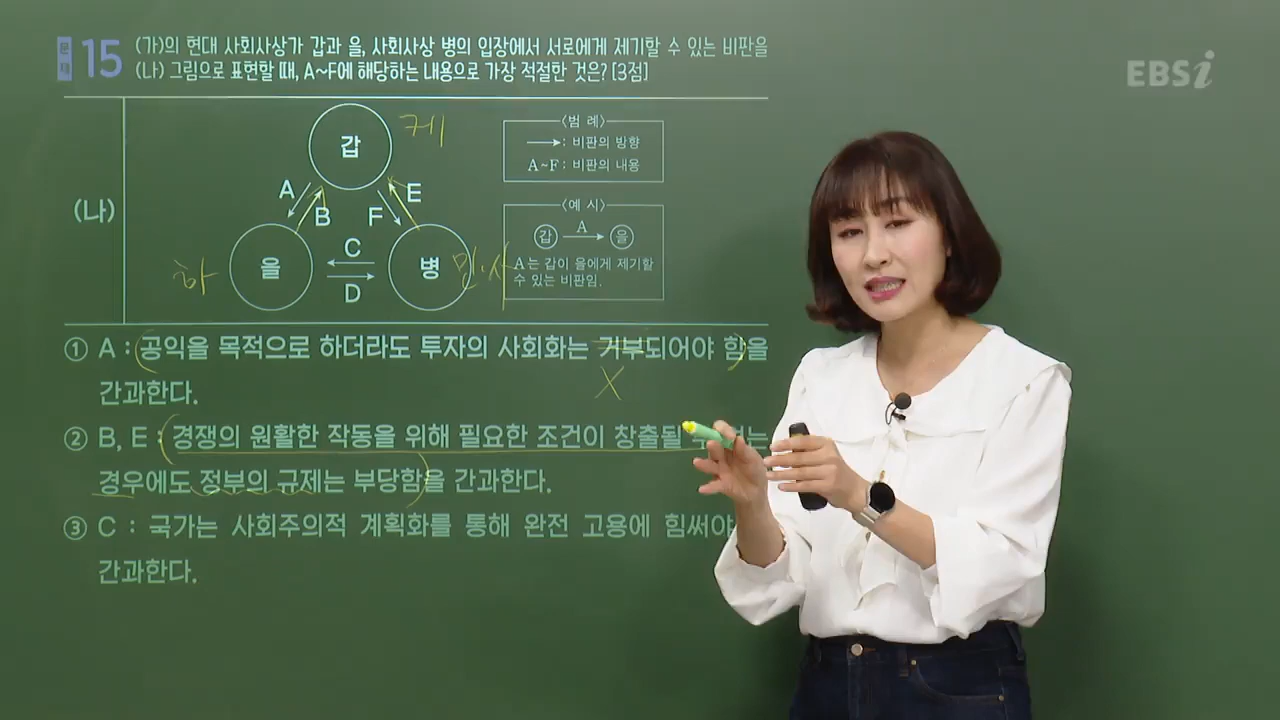 문제 15 (가)의 현대 사회사상가 갑과 을, 사회사상 병의 입장에서 서로에게 제기할 수 있는 비판을
(나) 그림으로 표현할 때, A~F에 해당하는 내용으로 가장 적절한 것은? [3점]
EBSi
(나)
갑
케
A
B
F
E
을
하
C
D
병
민·사
<범 례>
→ : 비판의 방향
A~F : 비판의 내용
<예 시>
갑 A→ 을
A는 갑이 을에게 제기할
수 있는 비판임.
① A : 공익을 목적으로 하더라도 투자의 사회화는 거부되어야 함을
X
간과한다.
② B, E : 경쟁의 원활한 작동을 위해 필요한 조건이 창출될 수 없는
경우에도 정부의 규제는 부당함을 간과한다.
③ C : 국가는 사회주의적 계획화를 통해 완전 고용에 힘써야
간과한다.